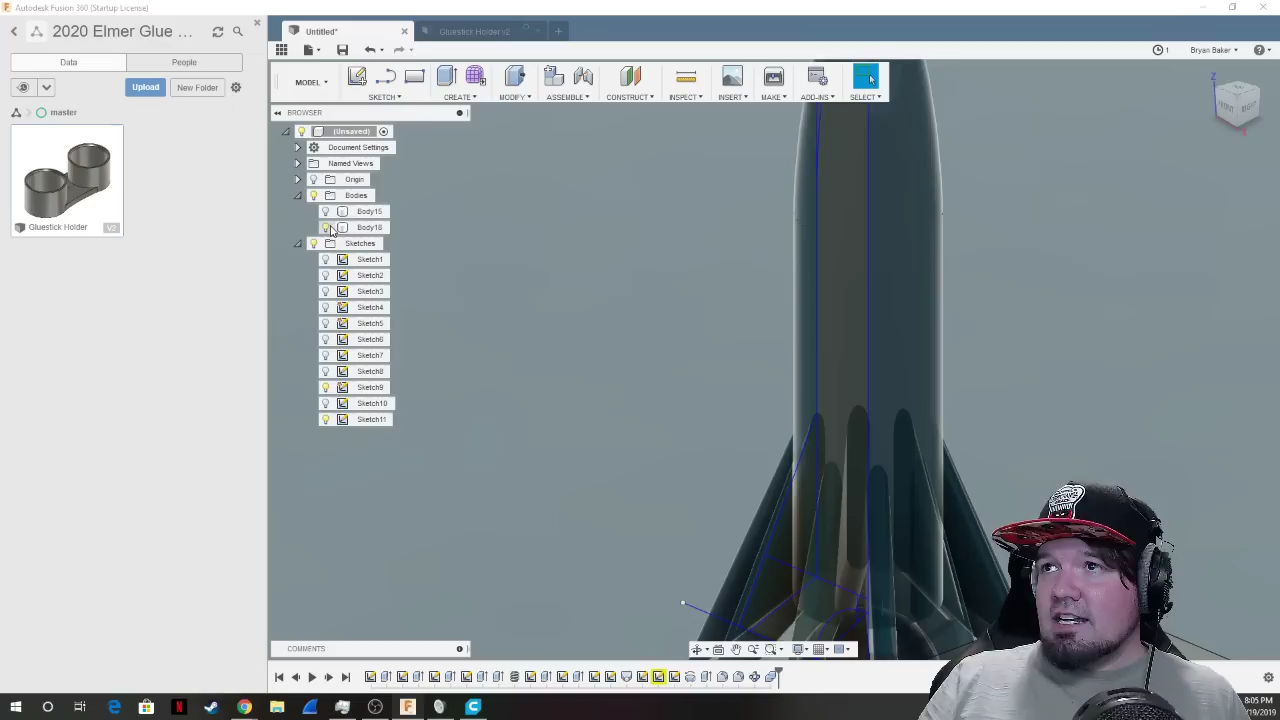 Autodesk Fusion 360 (Startup License)
2020 Elmer Glue ...
Untitled*
Gluestick Holder v2
Bryan Baker
Data
People
Upload
New Folder
master
Gluestick Holder
V2
MODEL
SKETCH
CREATE
MODIFY
ASSEMBLE
CONSTRUCT
INSPECT
INSERT
MAKE
ADD-INS
SELECT
BROWSER
(Unsaved)
Document Settings
Named Views
Origin
Bodies
Body15
Body18
Sketches
Sketch1
Sketch2
Sketch3
Sketch4
Sketch5
Sketch6
Sketch7
Sketch8
Sketch9
Sketch10
Sketch11
Z
COMMENTS
8:05 PM